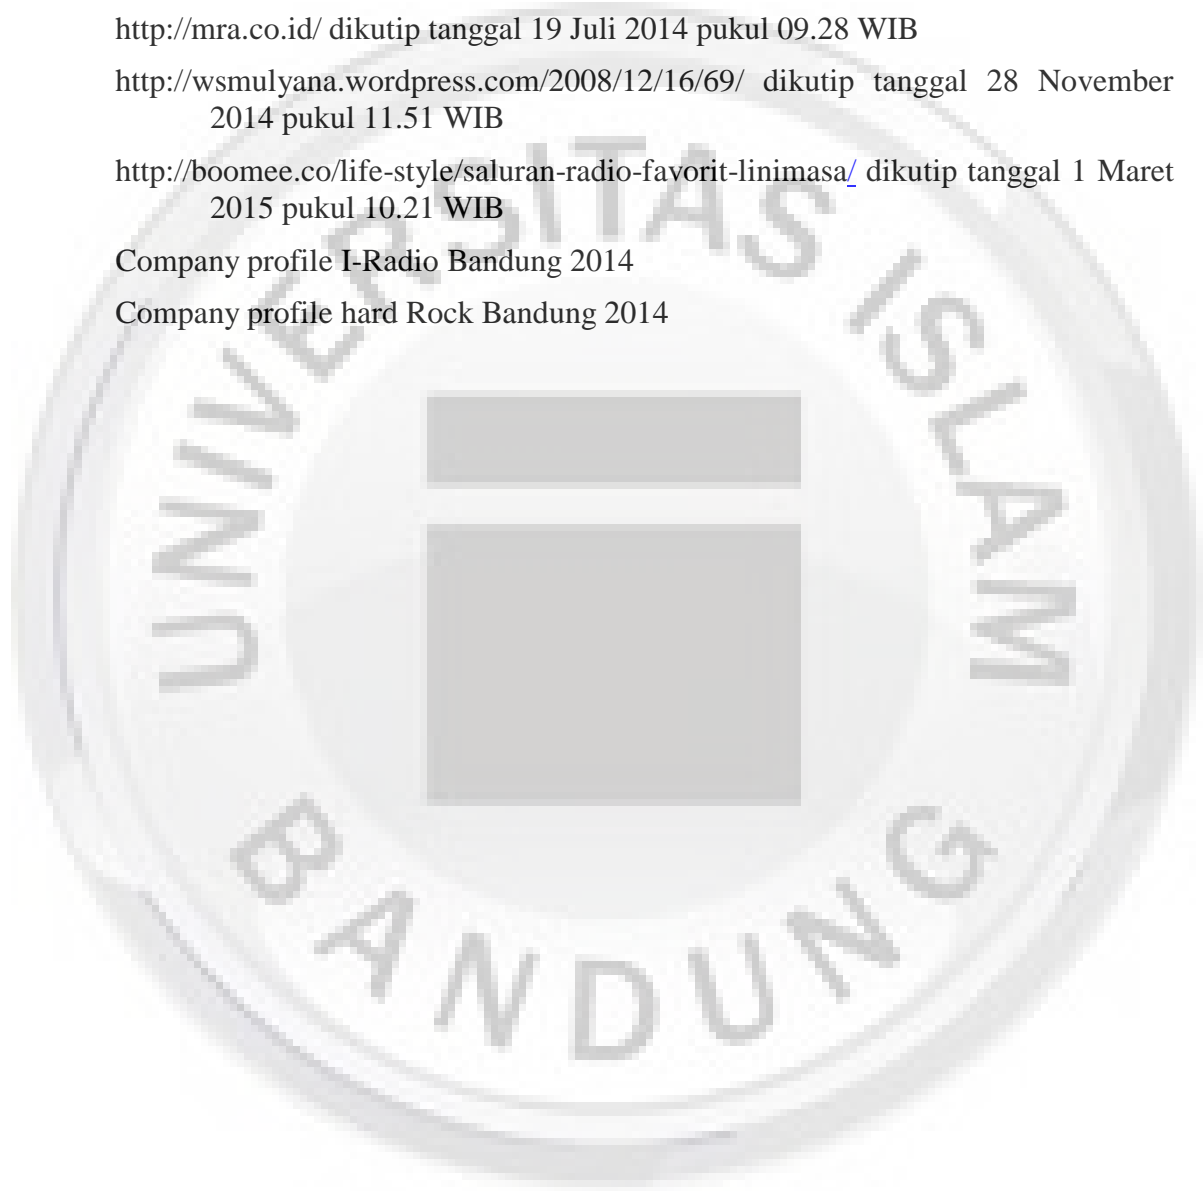 http://mra.co.id/ dikutip tanggal 19 Juli 2014 pukul 09.28 WIB
http://wsmulyana.wordpress.com/2008/12/16/69/ dikutip tanggal 28 November
2014 pukul 11.51 WIB
http://boomee.co/life-style/saluran-radio-favorit-linimasa/ dikutip tanggal 1 Maret
2015 pukul 10.21 WIB
Company profile I-Radio Bandung 2014
Company profile hard Rock Bandung 2014
UNIVERSITAS ISLAM
BANDUNG